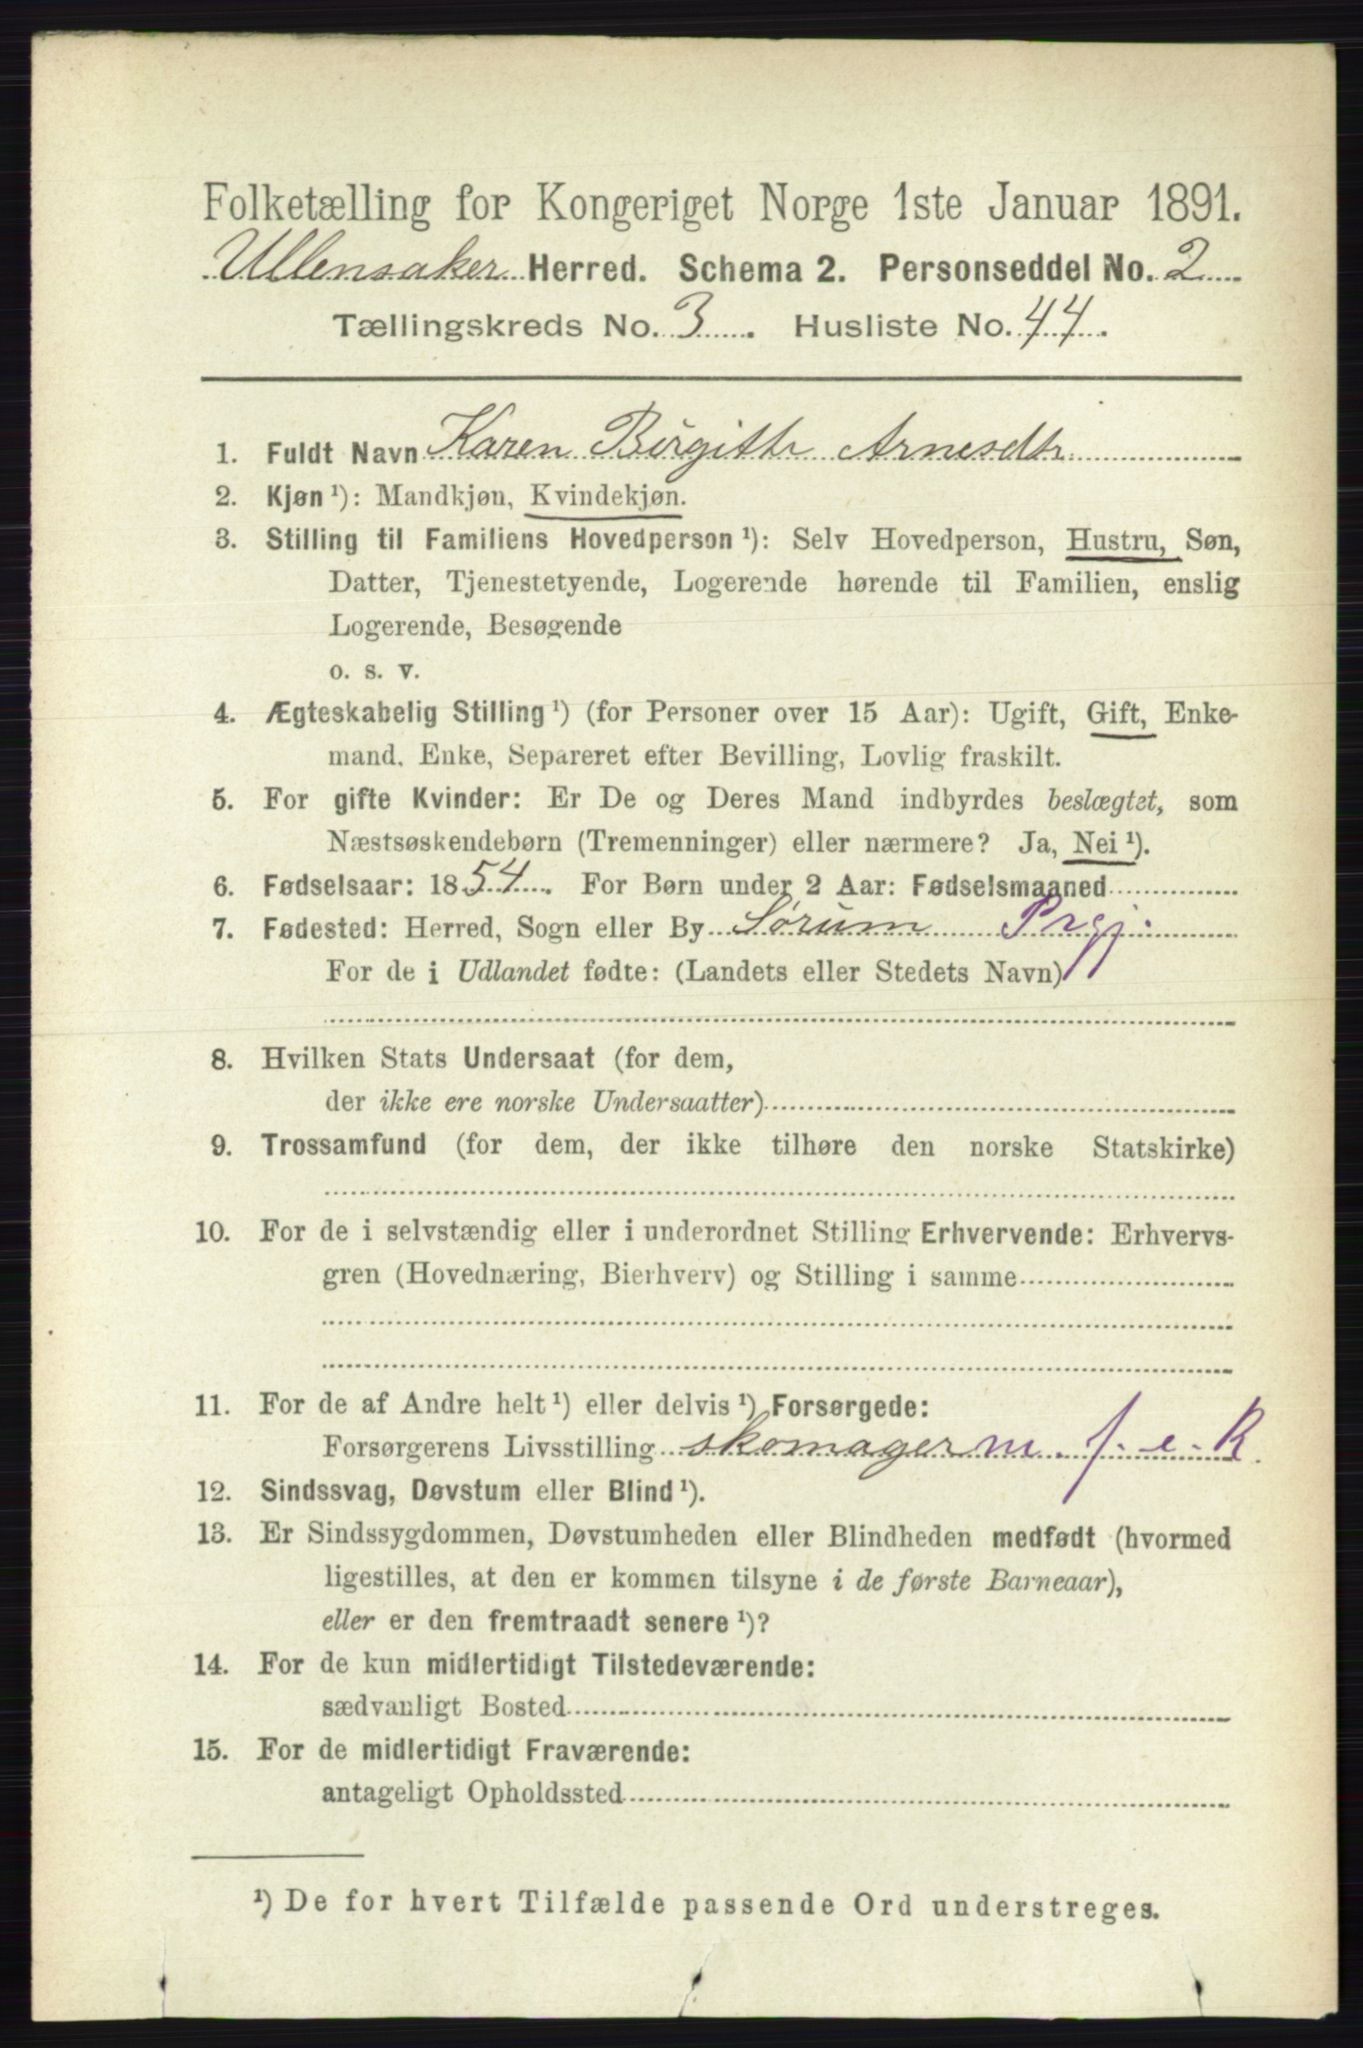 Folketælling for Kongeriget Norge 1ste Januar 1891.
Ullensaker Herred. Schema 2. Personseddel No. 2
Tællingskreds No. 3. Husliste No. 44.
1. Fuldt Navn Karen Birgitte Arnesdtr.
2. Kjøn ¹): Mandkjøn, Kvindekjøn.
3. Stilling til Familiens Hovedperson ¹): Selv Hovedperson, Hustru, Søn,
Datter, Tjenestetyende, Logerende hørende til Familien, enslig
Logerende, Besøgende
o. s. v.
4. Ægteskabelig Stilling ¹) (for Personer over 15 Aar): Ugift, Gift, Enke-
mand, Enke, Separeret efter Bevilling, Lovlig fraskilt.
5. For gifte Kvinder: Er De og Deres Mand indbyrdes beslægtet, som
Næstsøskendebørn (Tremenninger) eller nærmere? Ja, Nei ¹).
6. Fødselsaar: 1854. For Børn under 2 Aar: Fødselsmaaned
7. Fødested: Herred, Sogn eller By Sørum Prgj.
For de i Udlandet fødte: (Landets eller Stedets Navn)
8. Hvilken Stats Undersaat (for dem,
der ikke ere norske Undersaatter)
9. Trossamfund (for dem, der ikke tilhøre den norske Statskirke)
10. For de i selvstændig eller i underordnet Stilling Erhvervende: Erhvervs-
gren (Hovednæring, Bierhverv) og Stilling i samme
11. For de af Andre helt ¹) eller delvis ¹) Forsørgede:
Forsørgerens Livsstilling skomager m. f. e. R.
12. Sindssvag, Døvstum eller Blind ¹).
13. Er Sindssygdommen, Døvstumheden eller Blindheden medfødt (hvormed
ligestilles, at den er kommen tilsyne i de første Barneaar),
eller er den fremtraadt senere ¹)?
14. For de kun midlertidigt Tilstedeværende:
sædvanligt Bosted
15. For de midlertidigt Fraværende:
antageligt Opholdssted
¹) De for hvert Tilfælde passende Ord understreges.